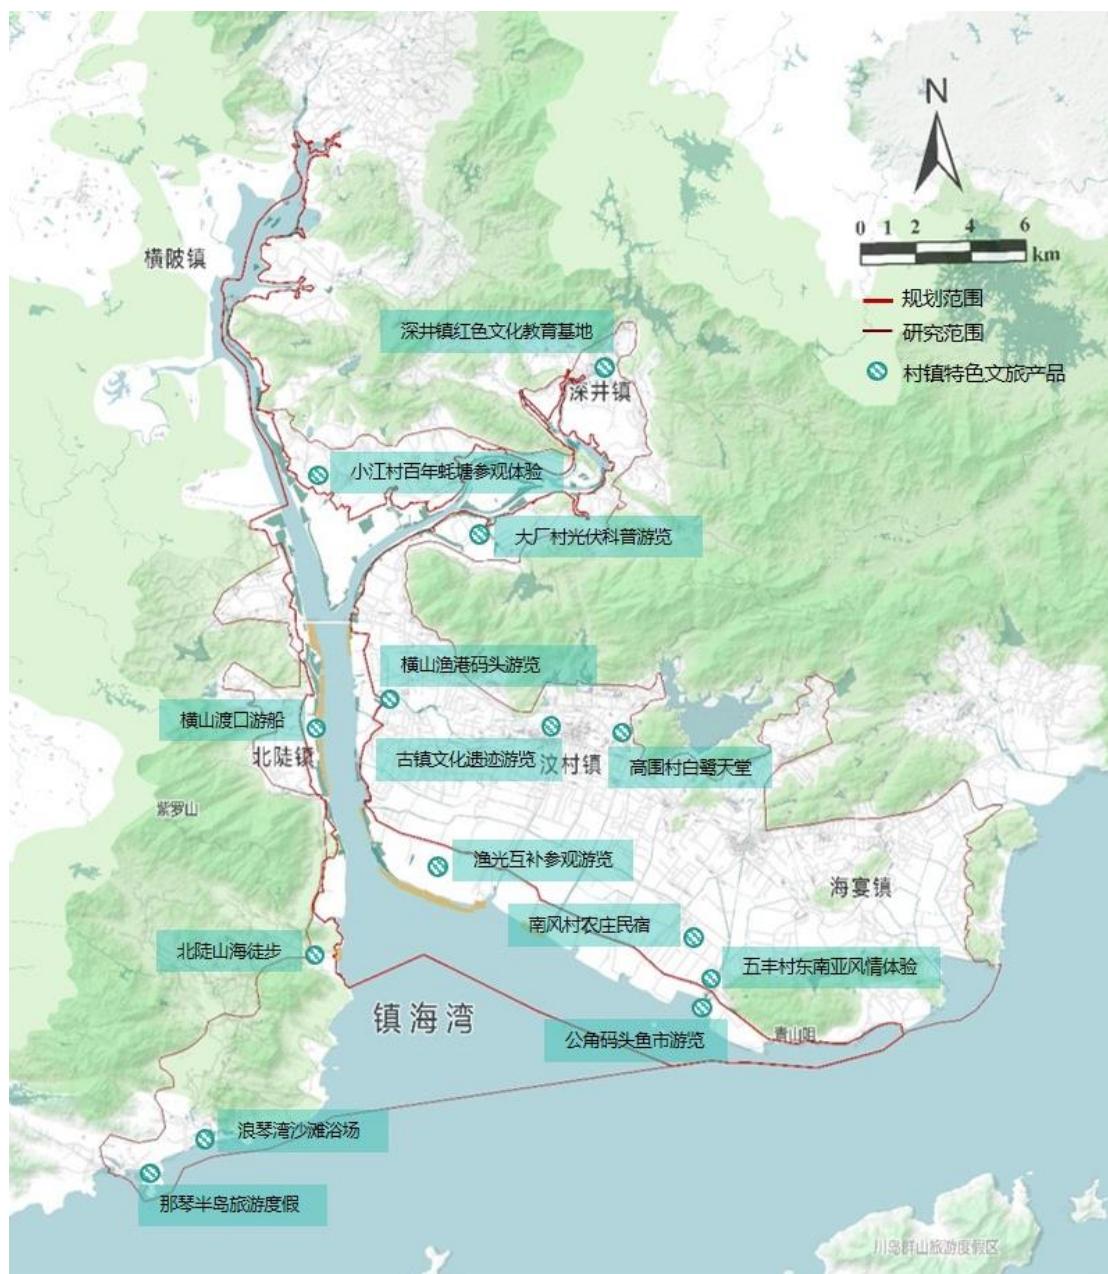 N
0 1 2 4 6
km
横陂镇
规划范围
研究范围
村镇特色文旅产品
深井镇红色文化教育基地
深井镇
小江村百年蚝塘参观体验
大厂村光伏科普游览
横山渔港码头游览
横山渡口游船
北陡镇
古镇文化遗迹游览
汶村镇
高围村白鹭天堂
紫罗山
渔光互补参观游览
海宴镇
南风村农庄民宿
北陡山海徒步
五丰村东南亚风情体验
镇海湾
公角码头鱼市游览
青山咀
浪琴湾沙滩浴场
那琴半岛旅游度假
川岛群山旅游度假区